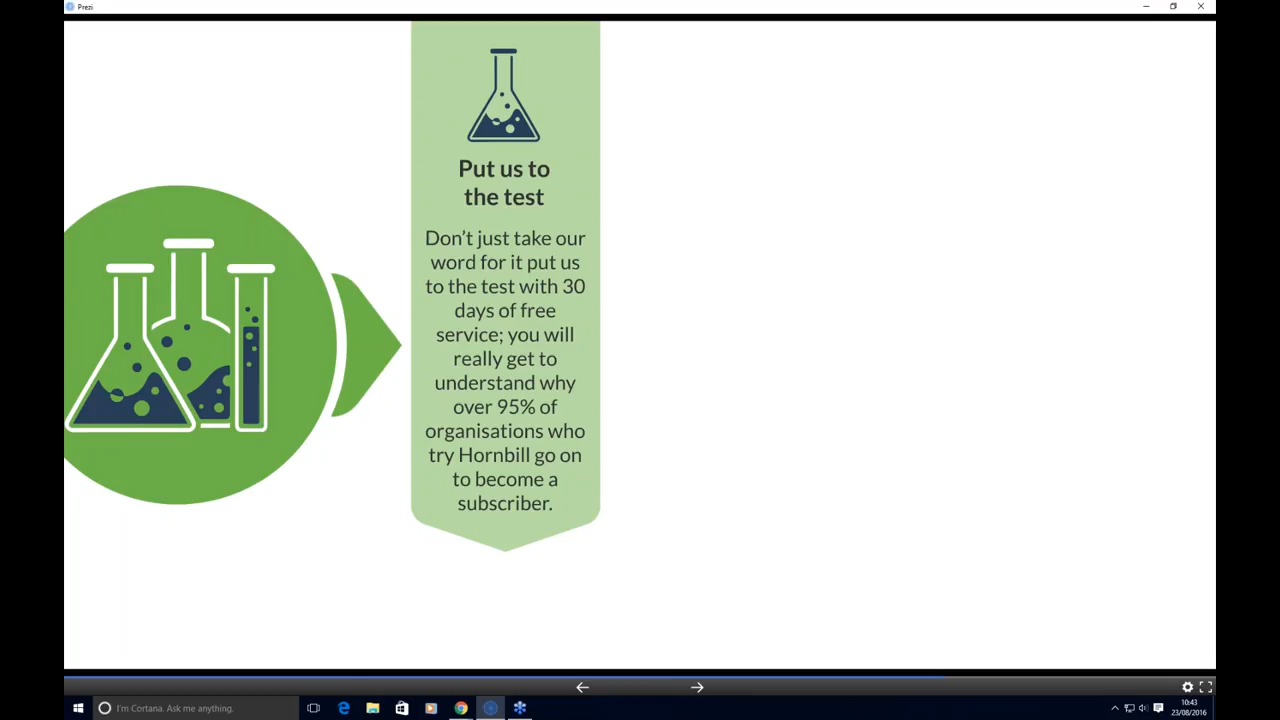 Prezi
Put us to
the test
Don't just take our
word for it put us
to the test with 30
days of free
service; you will
really get to
understand why
over 95% of
organisations who
try Hornbill go on
to become a
subscriber.
I'm Cortana. Ask me anything.
10:43
23/08/2016